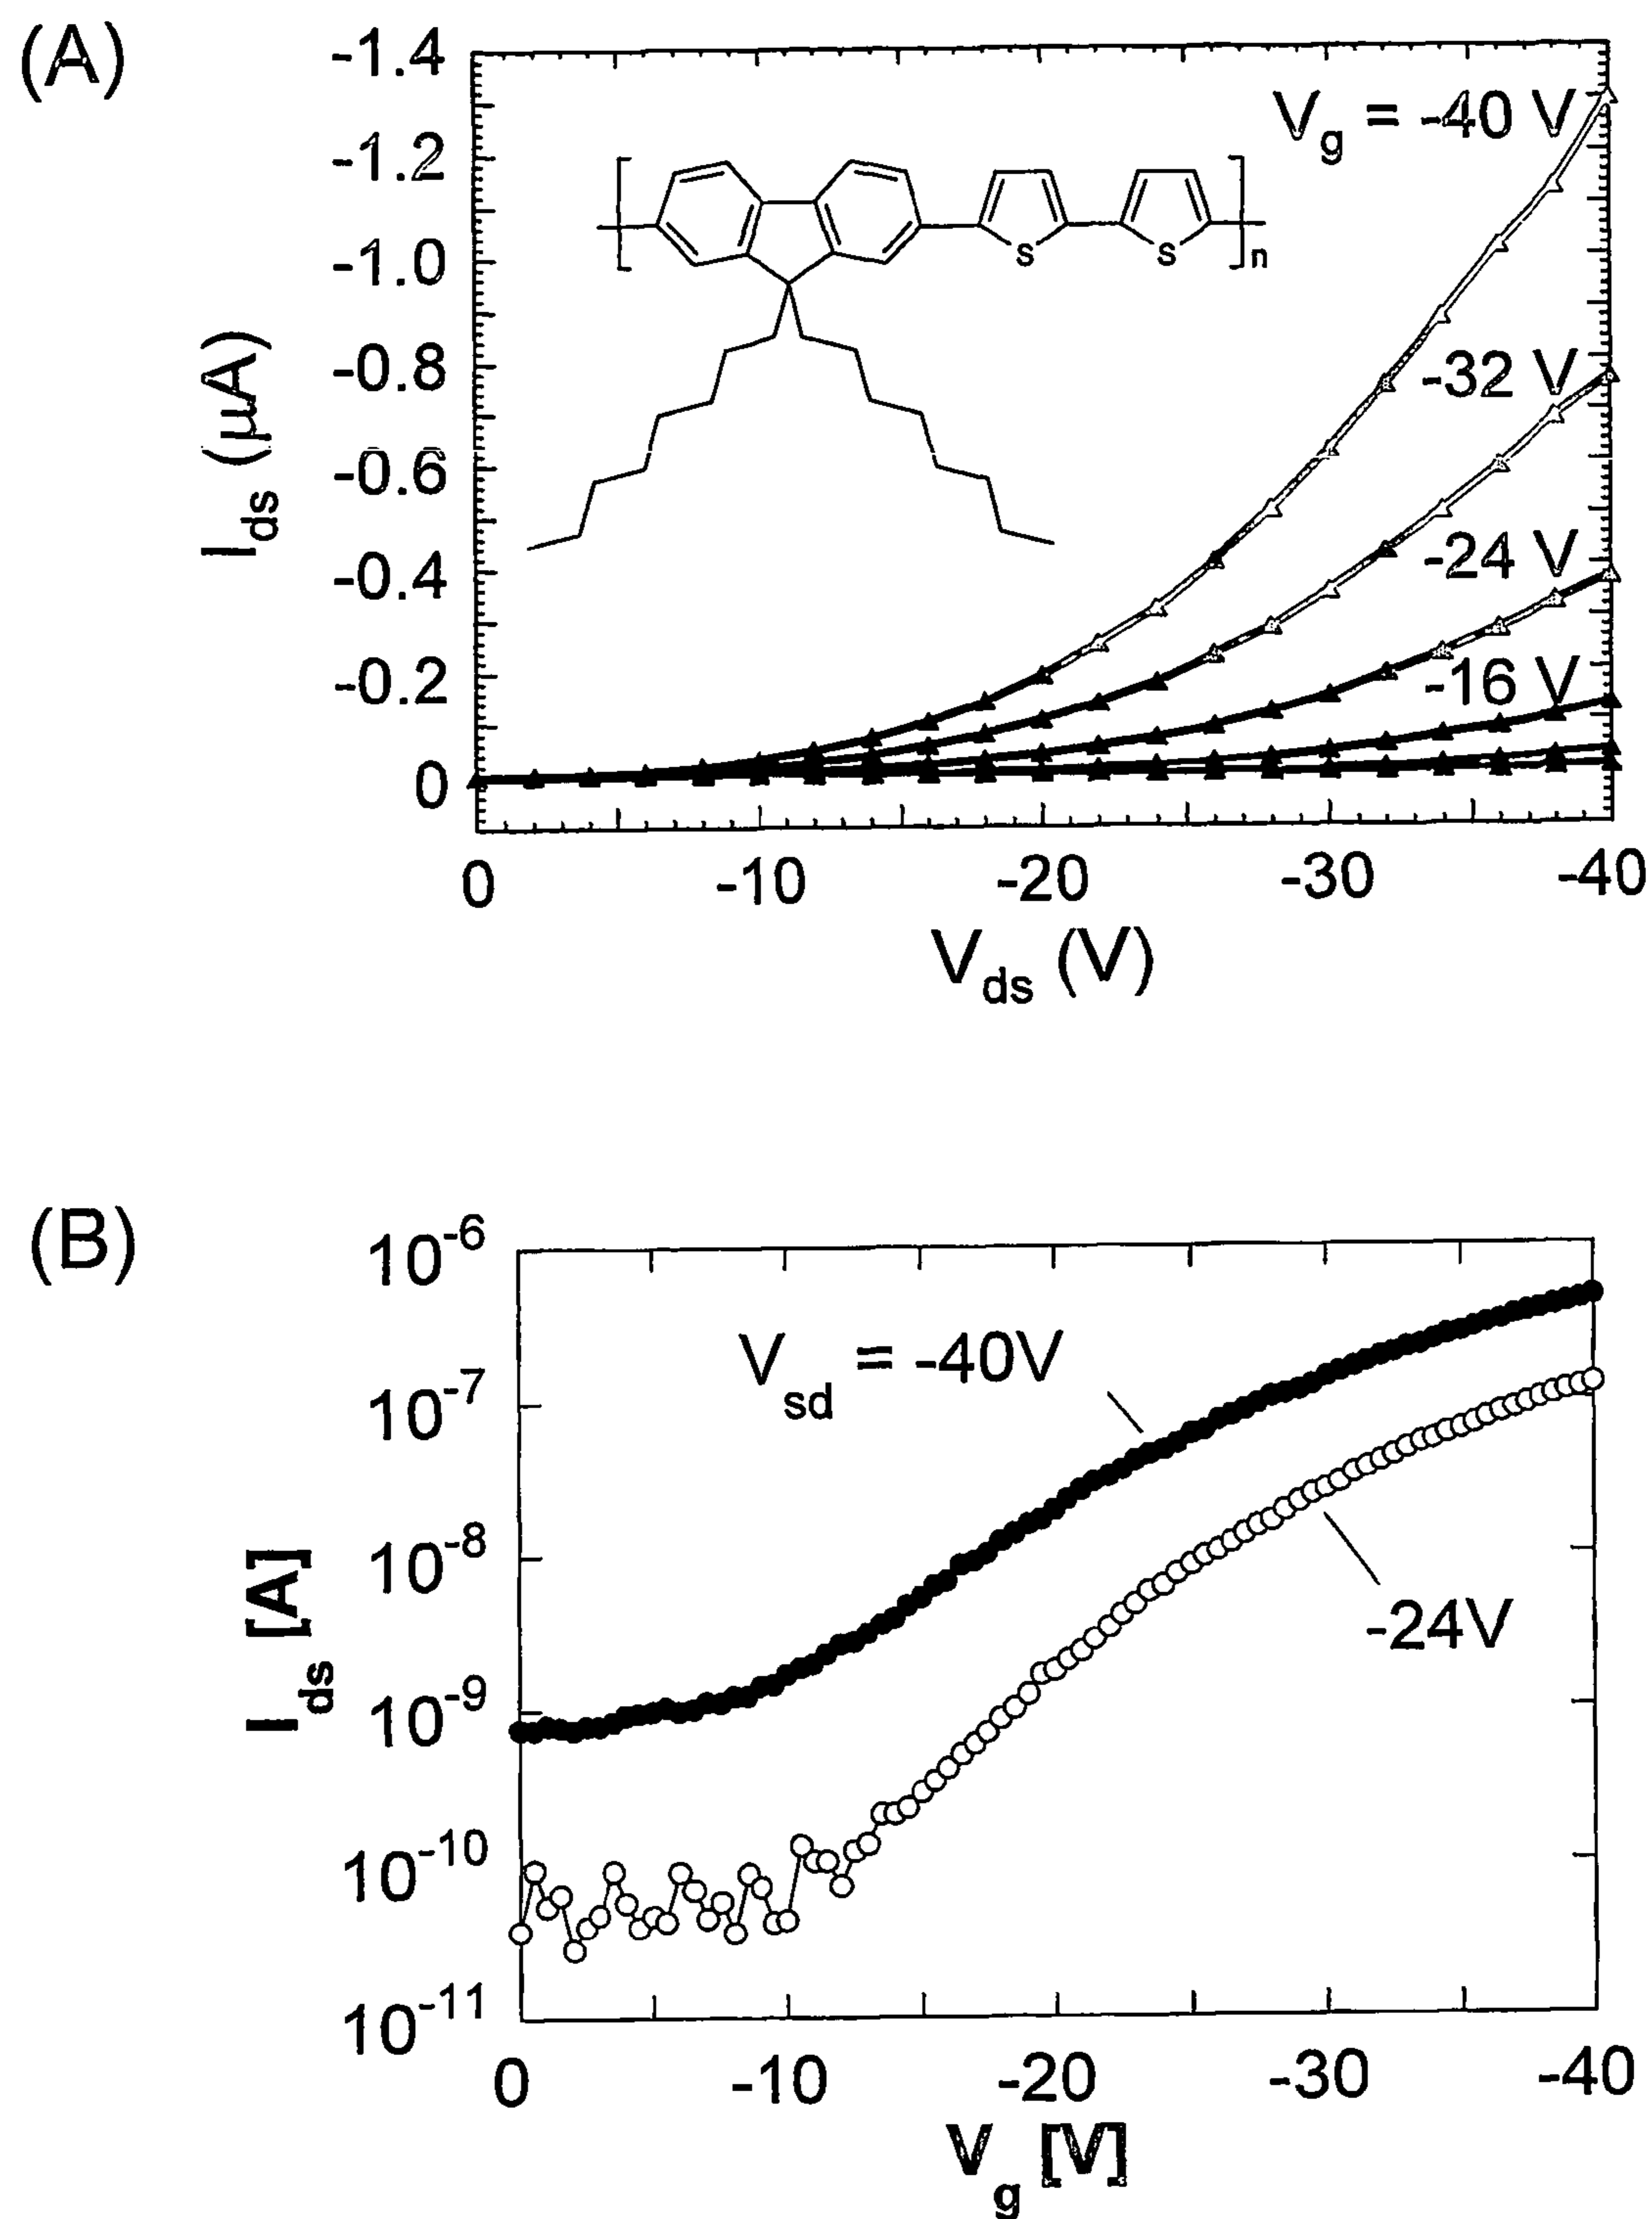 (A)
-1.4
-1.2
-1.0
-0.8
-0.6
-0.4
-0.2
0
I_ds (μA)
V_g = -40 V
-32 V
-24 V
-16 V
S
S
n
0 -10 -20 -30 -40
V_ds (V)
(B)
10^-6
10^-7
10^-8
10^-9
10^-10
10^-11
I_ds [A]
V_sd = -40V
-24V
0 -10 -20 -30 -40
V_g [V]